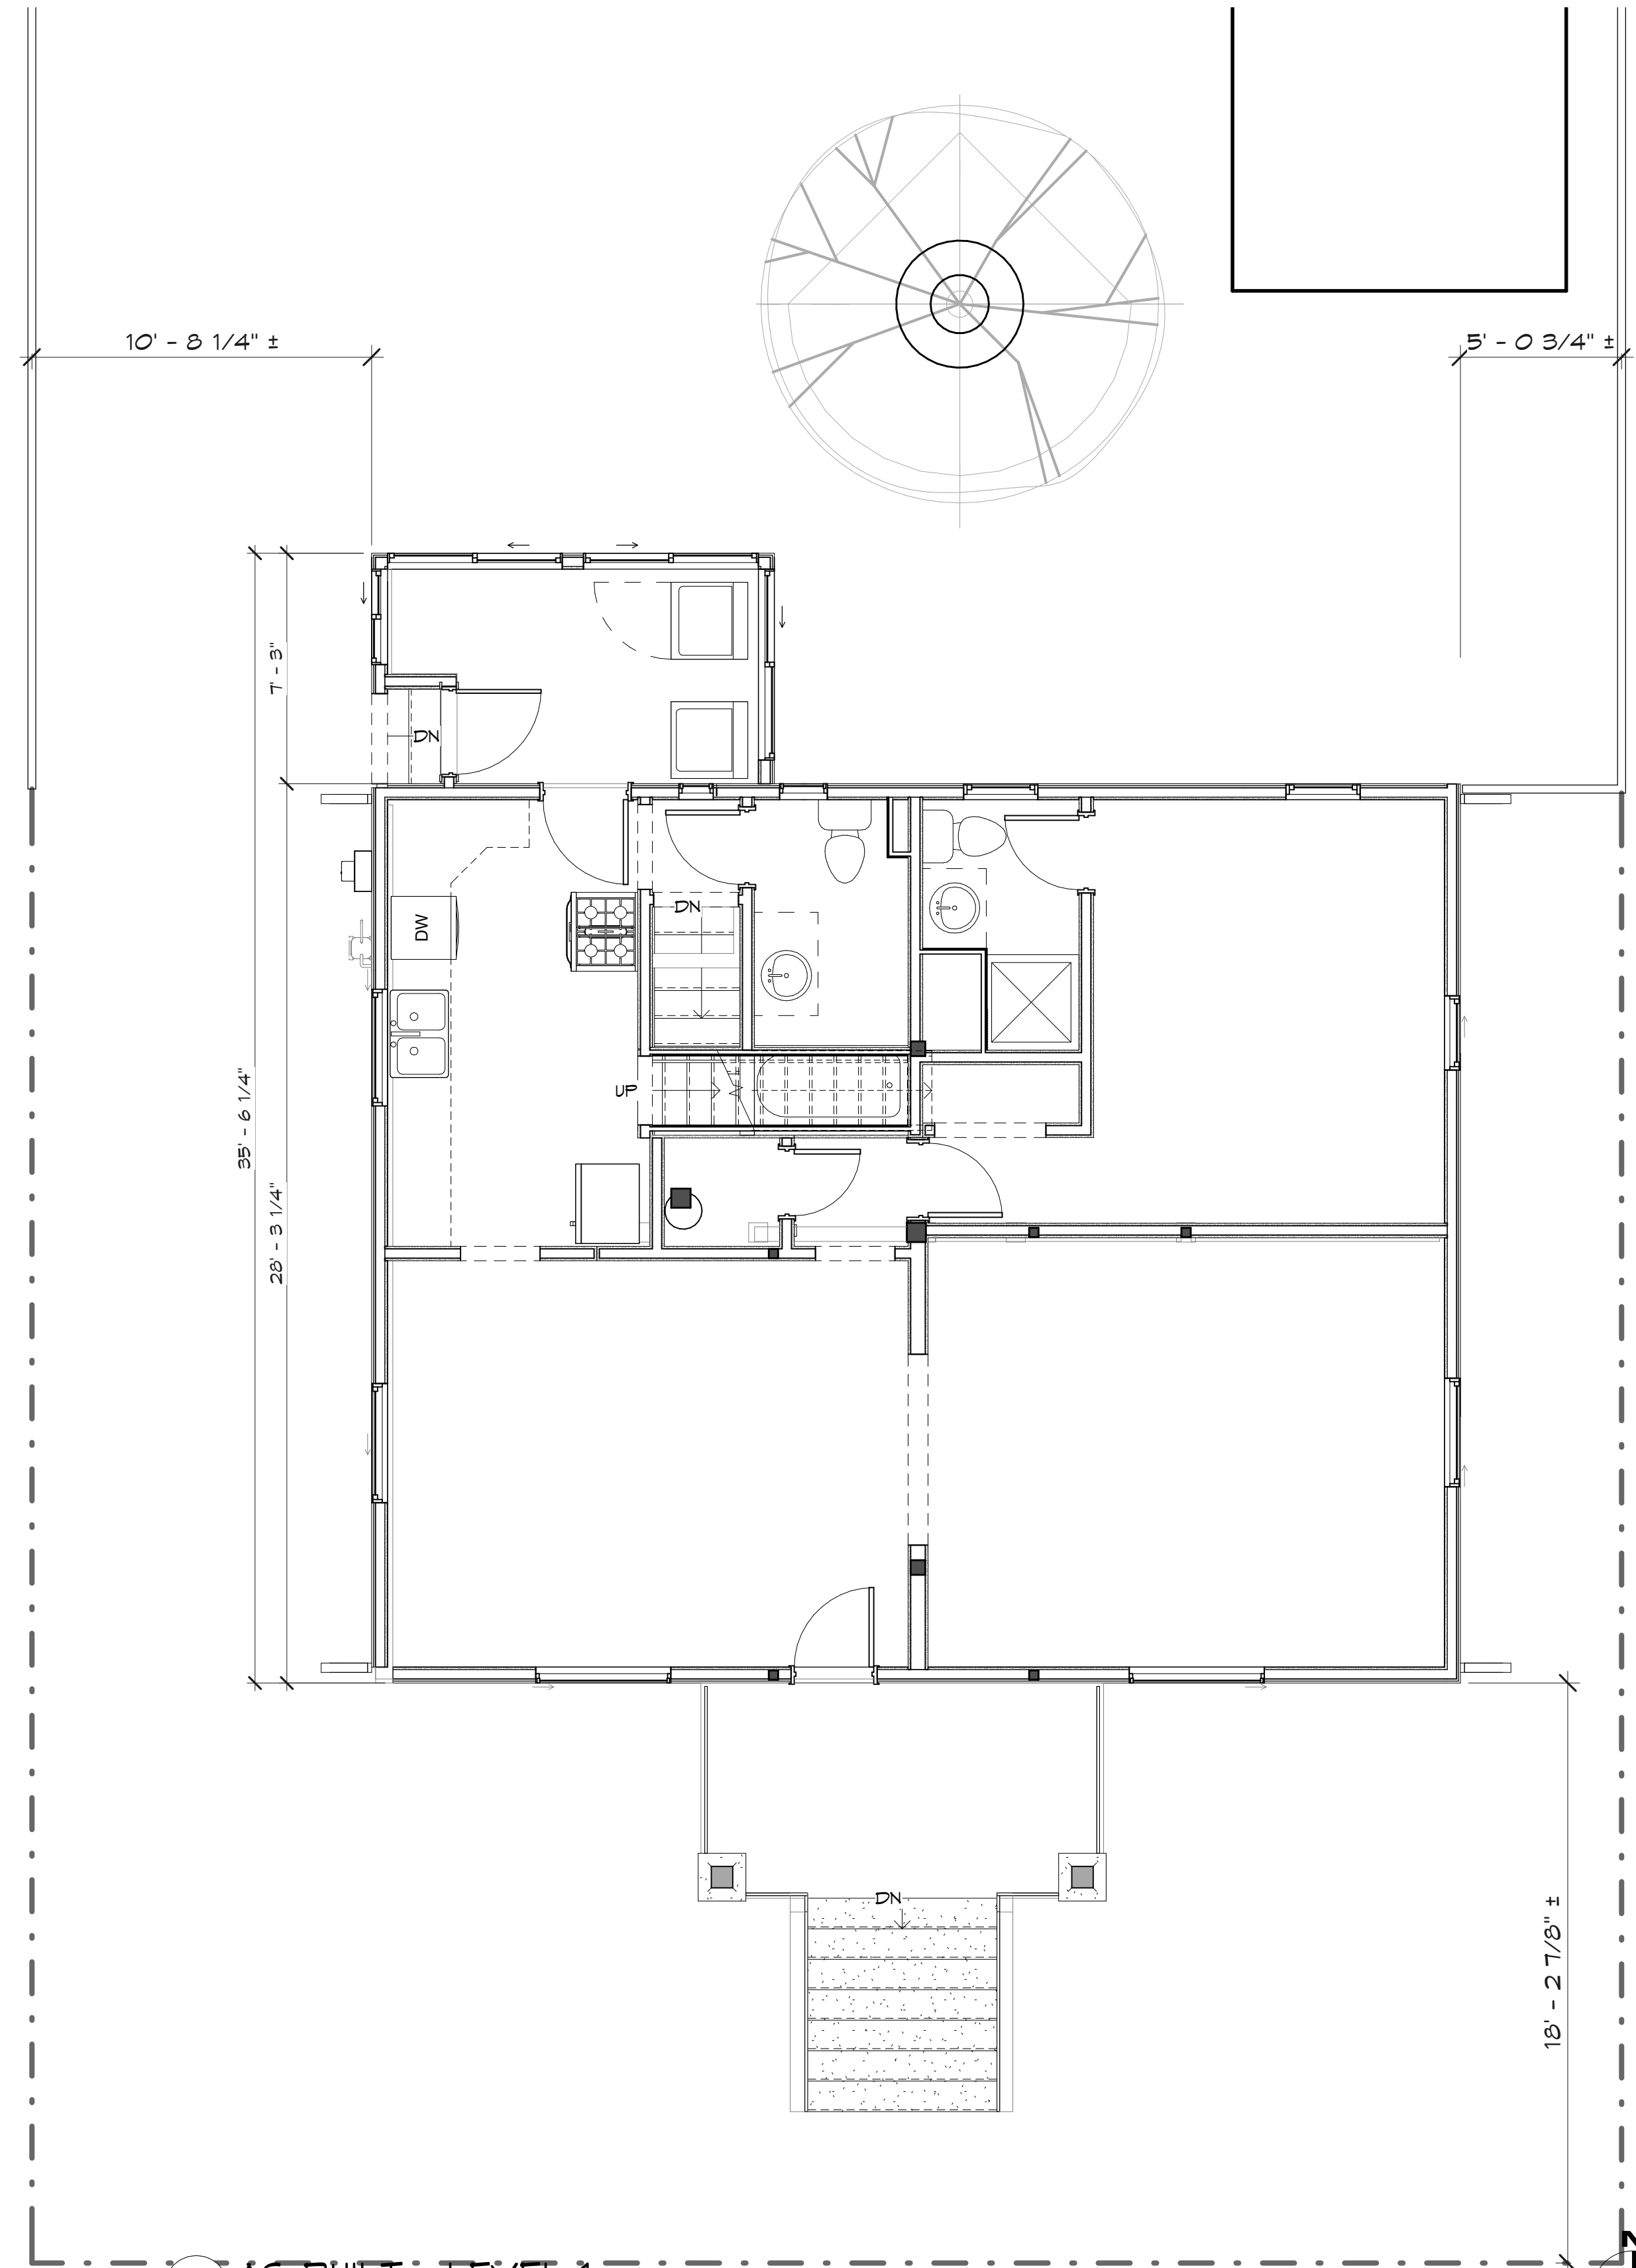 10' - 8 1/4" ±
5' - 0 3/4" ±
7' - 3"
DN
DN
DW
UP
35' - 6 1/4"
28' - 3 1/4"
DN
18' - 2 7/8" ±